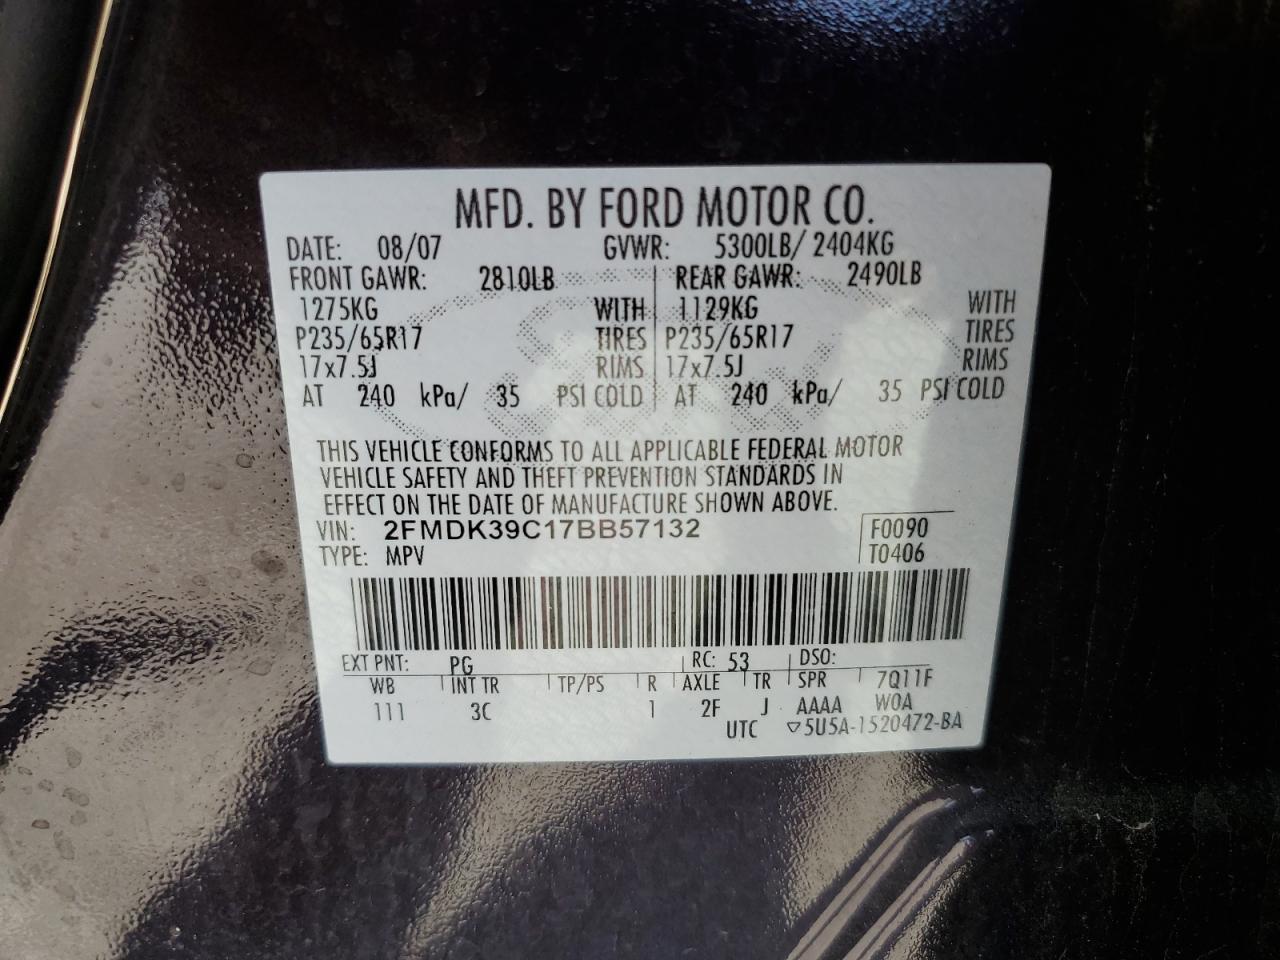 MFD. BY FORD MOTOR CO.
DATE: 08/07 GVWR: 5300LB/ 2404KG
FRONT GAWR: 2810LB REAR GAWR: 2490LB
1275KG WITH 1129KG WITH
P235/65R17 TIRES P235/65R17 TIRES
17x7.5J RIMS 17x7.5J RIMS
AT 240 kPa/ 35 PSI COLD AT 240 kPa/ 35 PSI COLD
THIS VEHICLE CONFORMS TO ALL APPLICABLE FEDERAL MOTOR
VEHICLE SAFETY AND THEFT PREVENTION STANDARDS IN
EFFECT ON THE DATE OF MANUFACTURE SHOWN ABOVE.
VIN: 2FMDK39C17BB57132 F0090
TYPE: MPV T0406
EXT PNT: PG RC: 53 DSO:
WB INT TR TP/PS R AXLE TR SPR 7Q11F
111 3C 1 2F J AAAA WOA
UTC ▽5U5A-1520472-BA